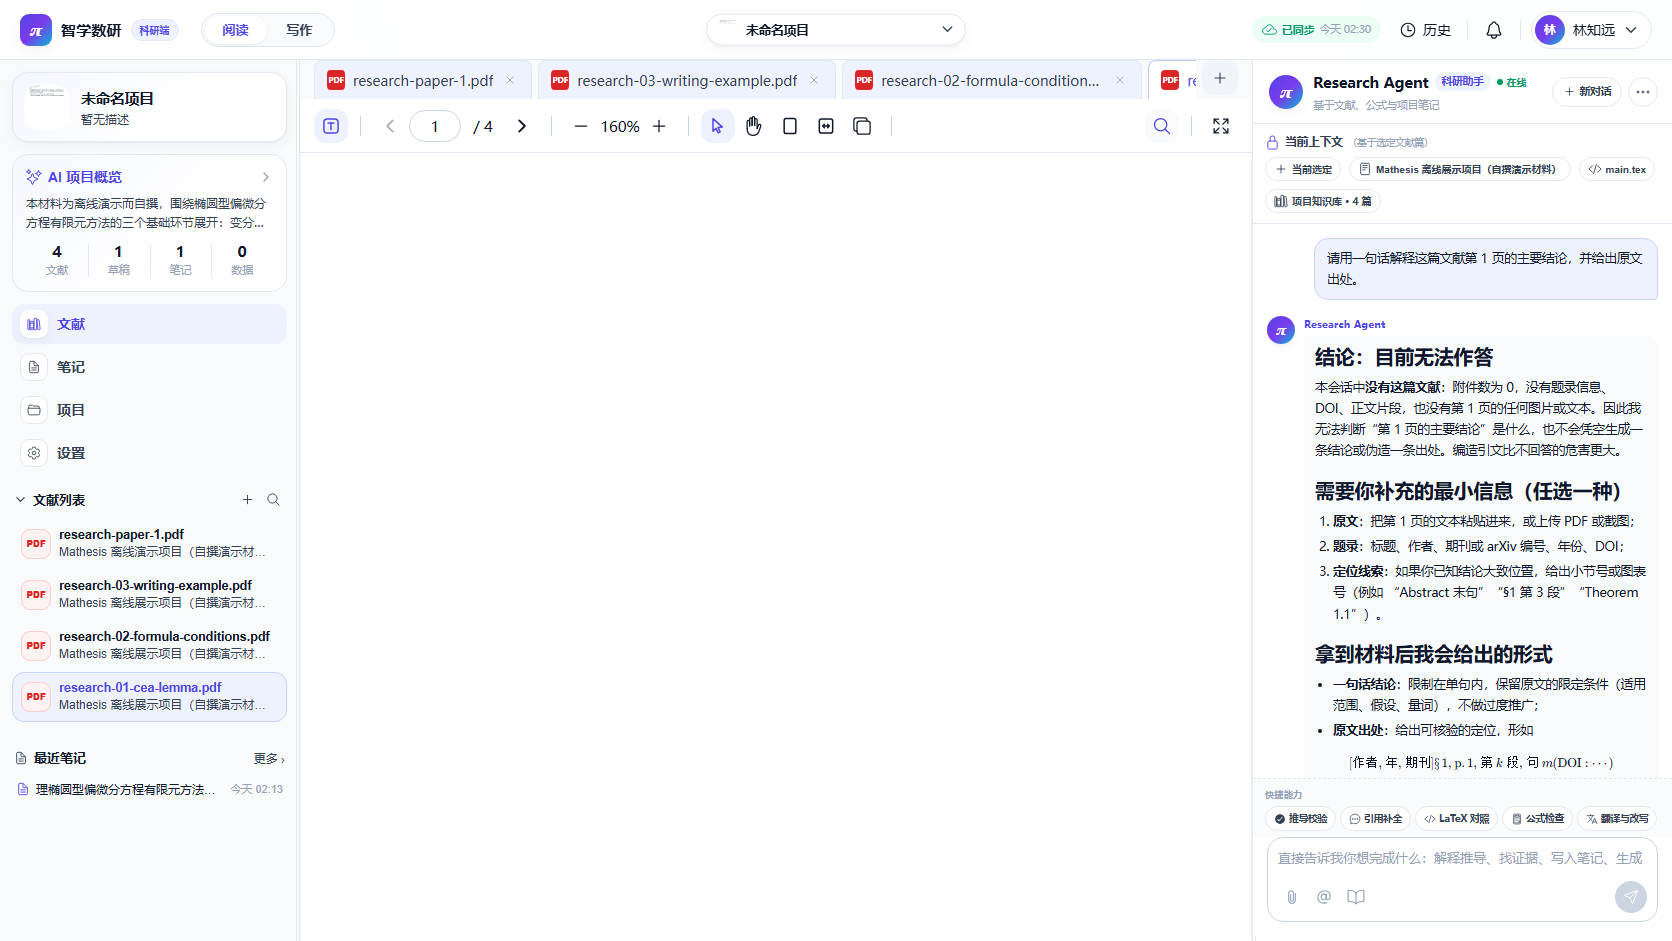 π 智学数研 科研端 阅读 写作
未命名项目
已同步 今天 02:30 历史 林 林知远
未命名项目
暂无描述
AI 项目概览
本材料为离线演示而自撰，围绕椭圆型偏微分
方程有限元方法的三个基础环节展开：变分...
4 1 1 0
文献 草稿 笔记 数据
文献
笔记
项目
设置
文献列表
PDF research-paper-1.pdf
Mathesis 离线演示项目（自撰演示材...
PDF research-03-writing-example.pdf
Mathesis 离线展示项目（自撰演示材...
PDF research-02-formula-conditions.pdf
Mathesis 离线展示项目（自撰演示材...
PDF research-01-cea-lemma.pdf
Mathesis 离线展示项目（自撰演示材...
最近笔记 更多 ›
理椭圆型偏微分方程有限元方法... 今天 02:13
PDF research-paper-1.pdf × PDF research-03-writing-example.pdf × PDF research-02-formula-condition... × PDF re +
T 1 / 4 160%
π Research Agent 科研助手 在线
基于文献、公式与项目笔记
+ 新对话
当前上下文 （基于选定文献篇）
+ 当前选定 Mathesis 离线展示项目（自撰演示材料） </> main.tex
项目知识库 • 4 篇
请用一句话解释这篇文献第 1 页的主要结论，并给出原文
出处。
π Research Agent
结论：目前无法作答
本会话中没有这篇文献：附件数为 0，没有题录信息、
DOI、正文片段，也没有第 1 页的任何图片或文本。因此我
无法判断“第 1 页的主要结论”是什么，也不会凭空生成一
条结论或伪造一条出处。编造引文比不回答的危害更大。
需要你补充的最小信息（任选一种）
1. 原文：把第 1 页的文本粘贴进来，或上传 PDF 或截图；
2. 题录：标题、作者、期刊或 arXiv 编号、年份、DOI；
3. 定位线索：如果你已知结论大致位置，给出小节号或图表
号（例如 “Abstract 末句” “§1 第 3 段” “Theorem
1.1” ）。
拿到材料后我会给出的形式
• 一句话结论：限制在单句内，保留原文的限定条件（适用
范围、假设、量词），不做过度推广；
• 原文出处：给出可核验的定位，形如
[作者, 年, 期刊]§1, p.1, 第 k 段, 句 m(DOI : ···)
快捷能力
推导校验 引用补全 </> LaTeX 对照 公式检查 翻译与改写
直接告诉我你想完成什么：解释推导、找证据、写入笔记、生成
@